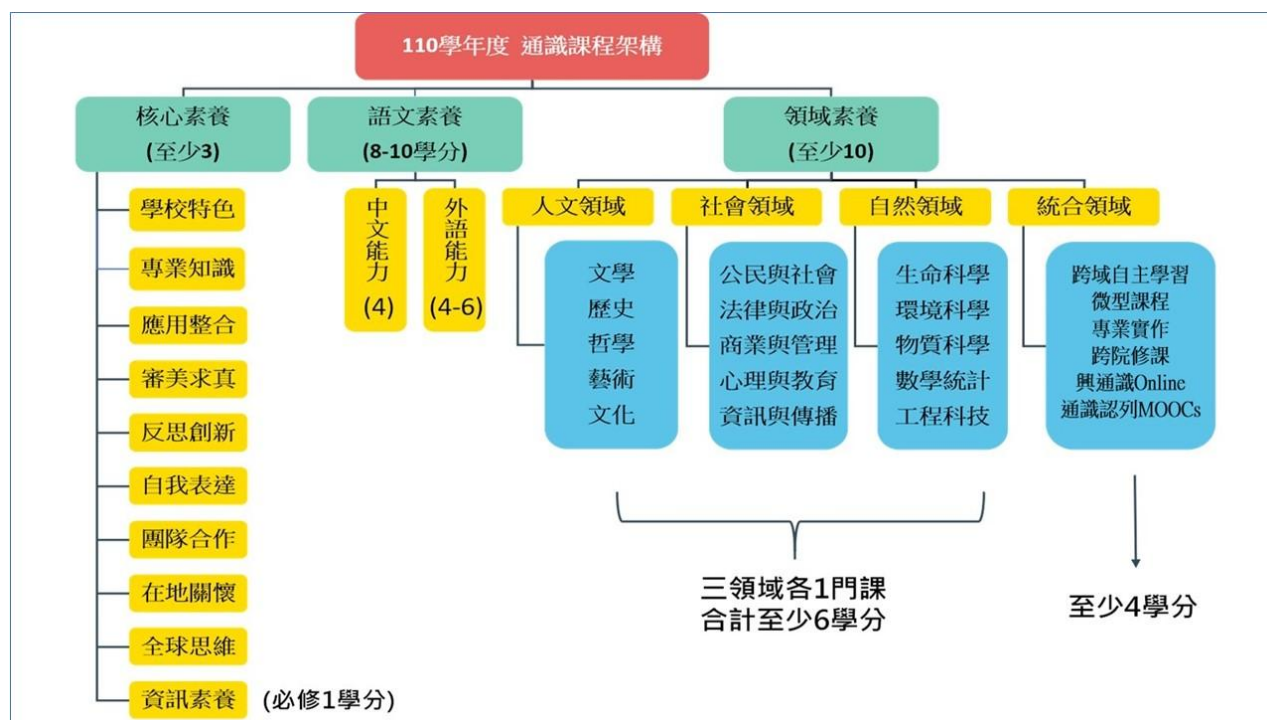 110學年度 通識課程架構
核心素養
(至少3)
學校特色
專業知識
應用整合
審美求真
反思創新
自我表達
團隊合作
在地關懷
全球思維
資訊素養 (必修1學分)
語文素養
(8-10學分)
中文能力
(4)
外語能力
(4-6)
領域素養
(至少10)
人文領域
文學
歷史
哲學
藝術
文化
社會領域
公民與社會
法律與政治
商業與管理
心理與教育
資訊與傳播
自然領域
生命科學
環境科學
物質科學
數學統計
工程科技
三領域各1門課
合計至少6學分
統合領域
跨域自主學習
微型課程
專業實作
跨院修課
興通識Online
通識認列MOOCs
至少4學分